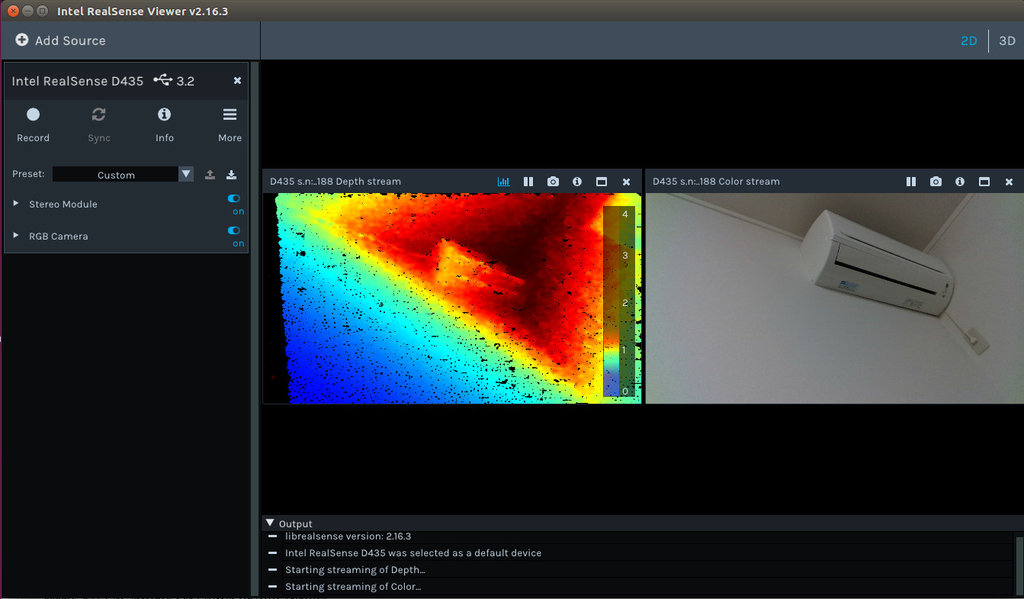 Intel RealSense Viewer v2.16.3
Add Source
2D
3D
Intel RealSense D435 3.2
Record
Sync
Info
More
Preset:
Custom
Stereo Module
on
RGB Camera
on
D435 s.n:..188 Depth stream
4
3
2
1
0
D435 s.n:..188 Color stream
Output
librealsense version: 2.16.3
Intel RealSense D435 was selected as a default device
Starting streaming of Depth...
Starting streaming of Color...